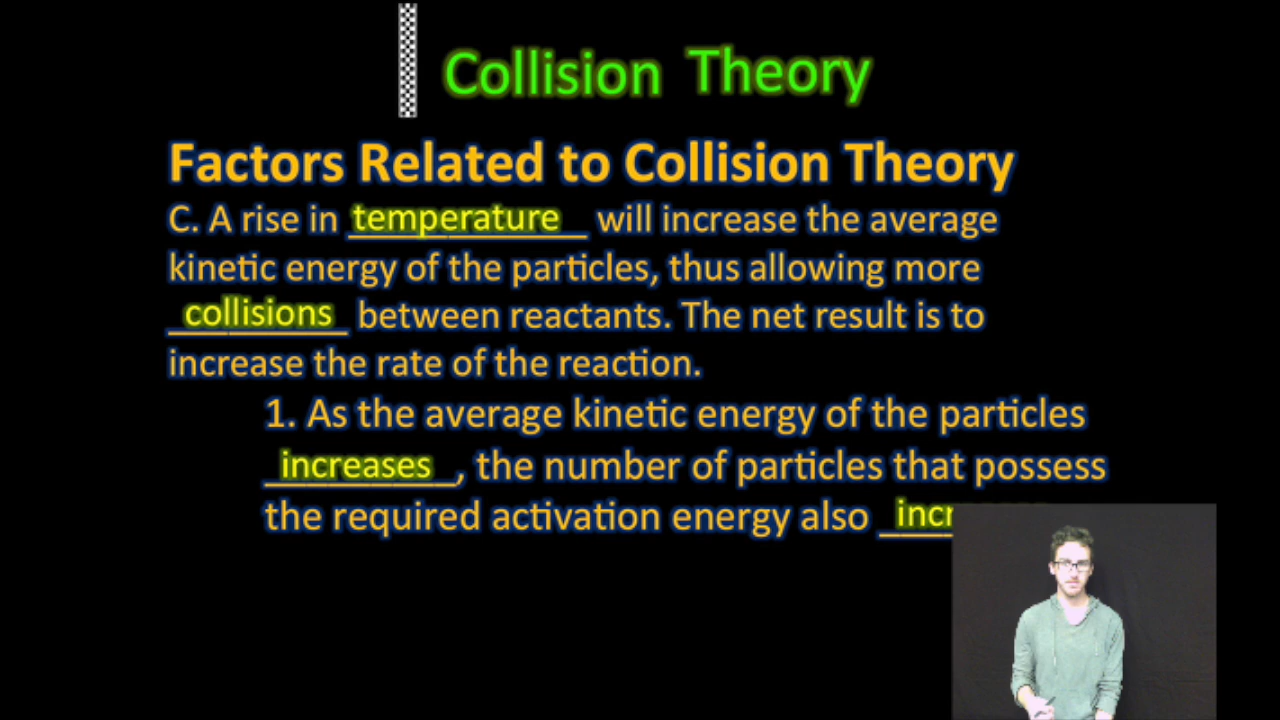 Collision Theory
Factors Related to Collision Theory
C. A rise in temperature will increase the average
kinetic energy of the particles, thus allowing more
collisions between reactants. The net result is to
increase the rate of the reaction.
1. As the average kinetic energy of the particles
increases, the number of particles that possess
the required activation energy also